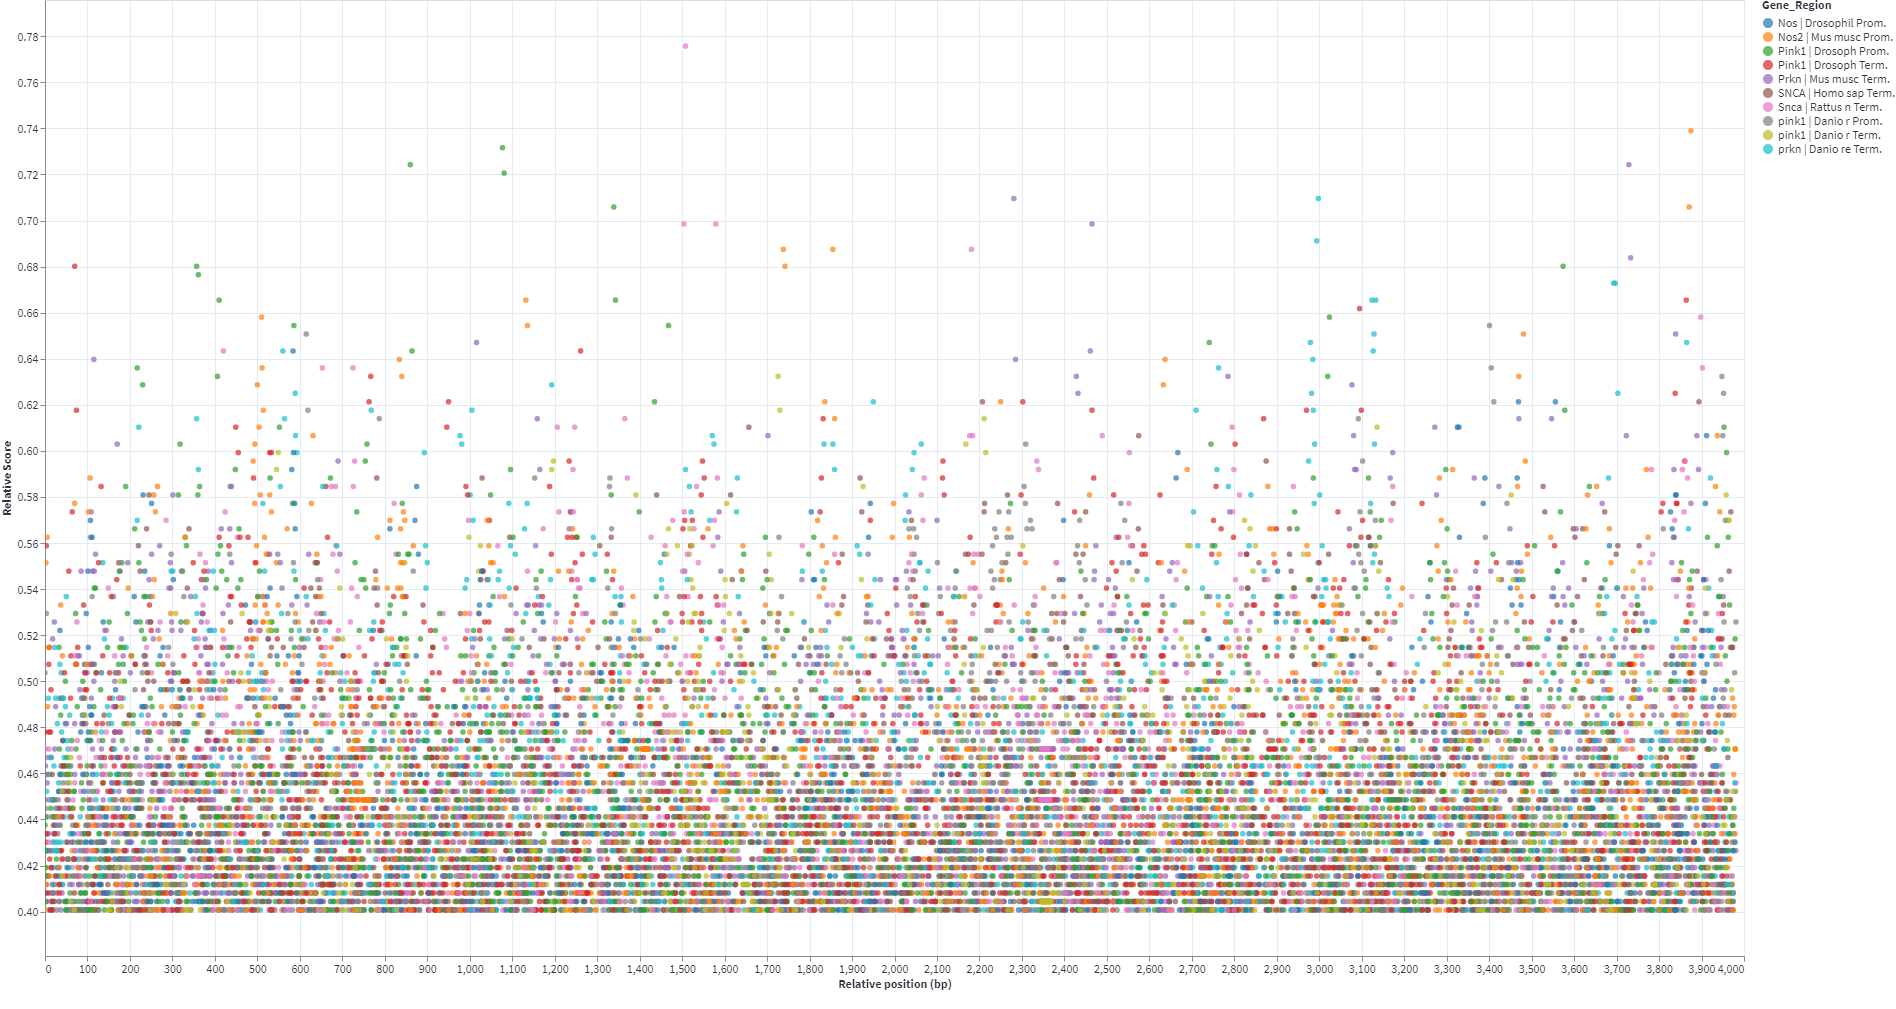 Gene_Region
Nos | Drosophil Prom.
Nos2 | Mus musc Prom.
Pink1 | Drosoph Prom.
Pink1 | Drosoph Term.
Prkn | Mus musc Term.
SNCA | Homo sap Term.
Snca | Rattus n Term.
pink1 | Danio r Prom.
pink1 | Danio r Term.
prkn | Danio re Term.
Relative Score
0.78
0.76
0.74
0.72
0.70
0.68
0.66
0.64
0.62
0.60
0.58
0.56
0.54
0.52
0.50
0.48
0.46
0.44
0.42
0.40
0 100 200 300 400 500 600 700 800 900 1,000 1,100 1,200 1,300 1,400 1,500 1,600 1,700 1,800 1,900 2,000 2,100 2,200 2,300 2,400 2,500 2,600 2,700 2,800 2,900 3,000 3,100 3,200 3,300 3,400 3,500 3,600 3,700 3,800 3,900 4,000
Relative position (bp)